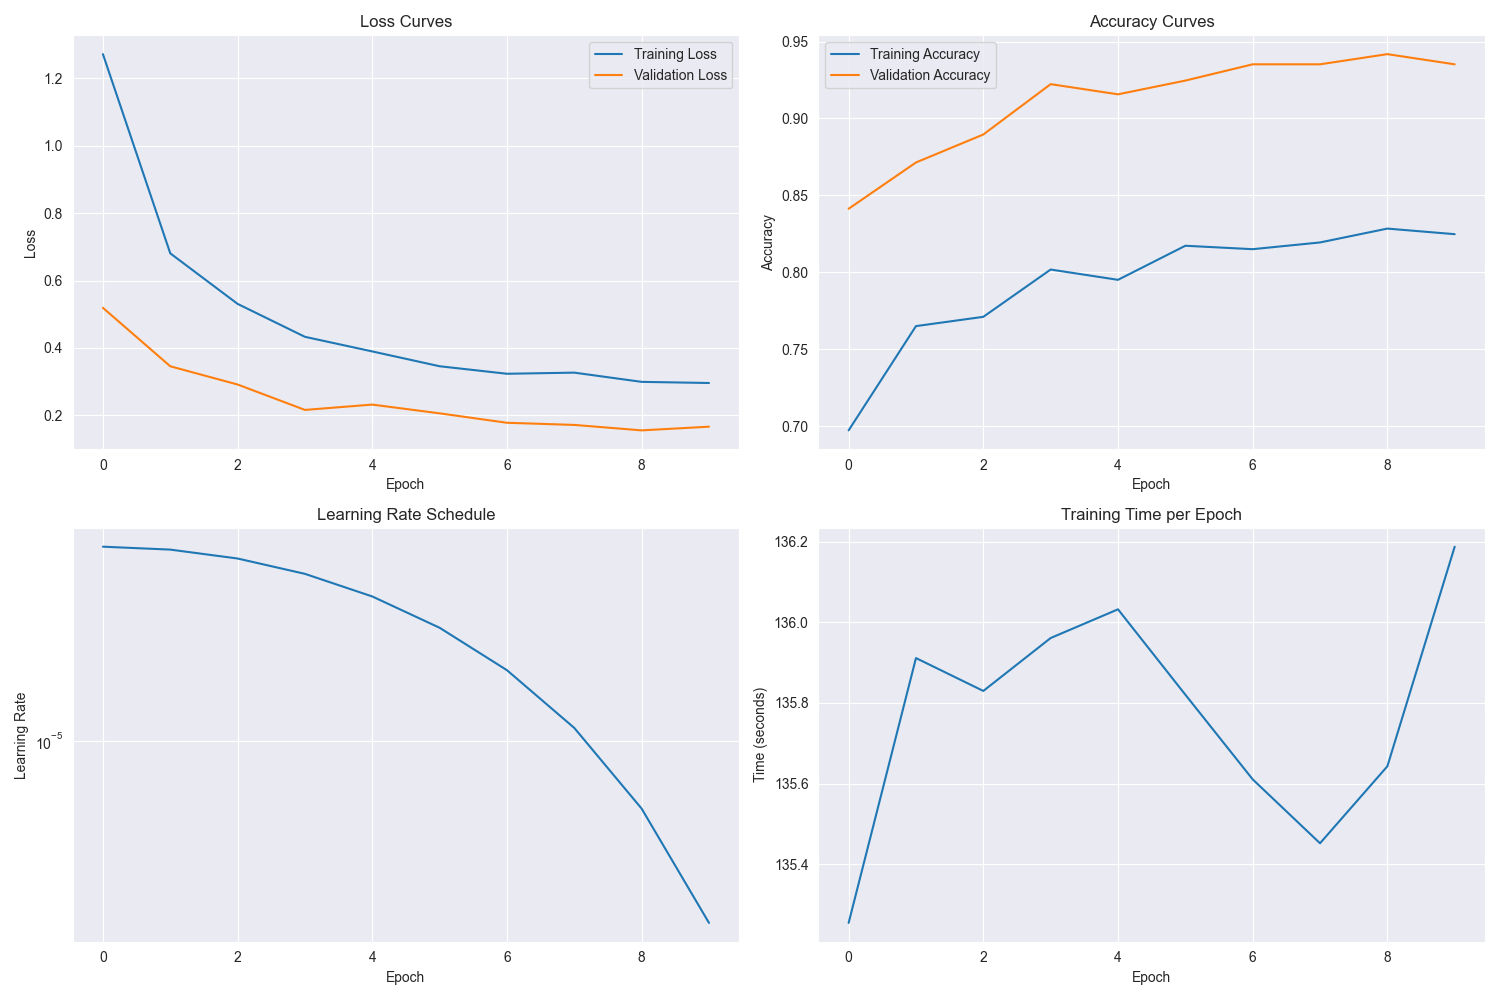 Loss Curves
Training Loss
Validation Loss
1.2
1.0
0.8
0.6
0.4
0.2
Loss
0 2 4 6 8
Epoch
Accuracy Curves
Training Accuracy
Validation Accuracy
0.95
0.90
0.85
0.80
0.75
0.70
Accuracy
0 2 4 6 8
Epoch
Learning Rate Schedule
10⁻⁵
Learning Rate
0 2 4 6 8
Epoch
Training Time per Epoch
136.2
136.0
135.8
135.6
135.4
Time (seconds)
0 2 4 6 8
Epoch